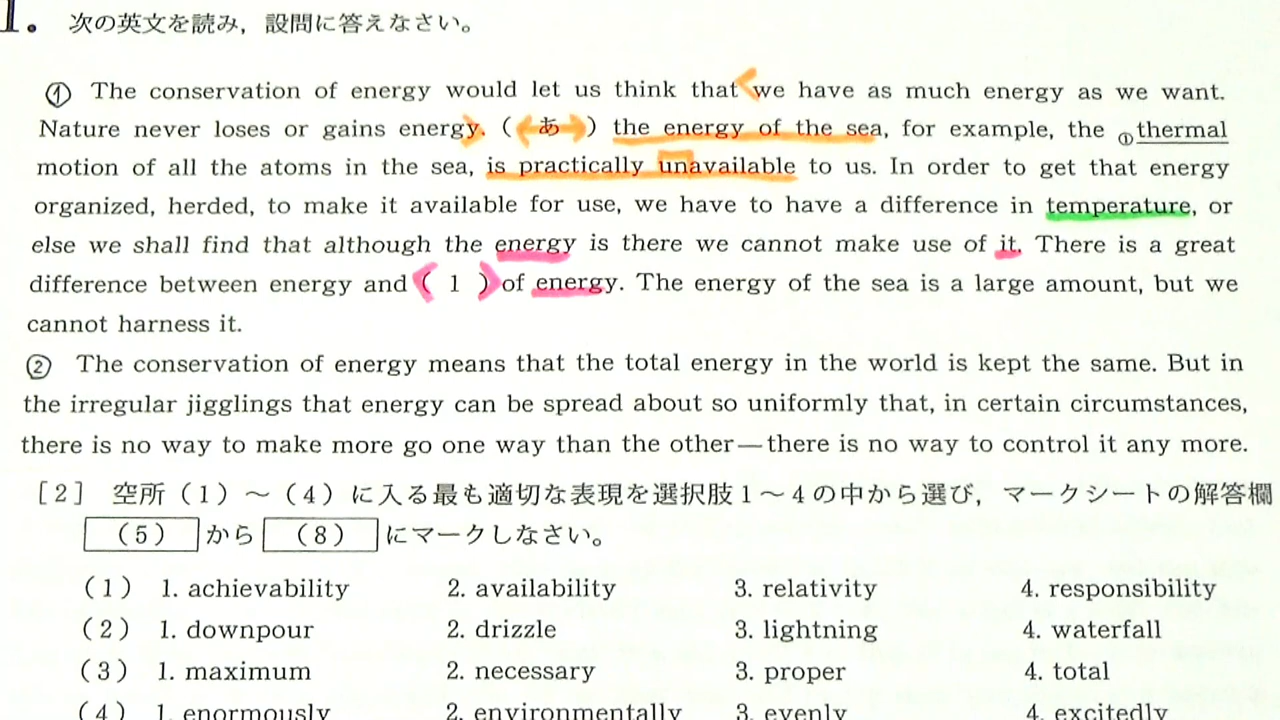 1. 次の英文を読み,設問に答えなさい。
① The conservation of energy would let us think that we have as much energy as we want.
Nature never loses or gains energy. ( あ ) the energy of the sea, for example, the ①thermal
motion of all the atoms in the sea, is practically unavailable to us. In order to get that energy
organized, herded, to make it available for use, we have to have a difference in temperature, or
else we shall find that although the energy is there we cannot make use of it. There is a great
difference between energy and ( 1 ) of energy. The energy of the sea is a large amount, but we
cannot harness it.
② The conservation of energy means that the total energy in the world is kept the same. But in
the irregular jigglings that energy can be spread about so uniformly that, in certain circumstances,
there is no way to make more go one way than the other—there is no way to control it any more.
[2] 空所(1)~(4)に入る最も適切な表現を選択肢1~4の中から選び,マークシートの解答欄
(5) から (8) にマークしなさい。
(1) 1. achievability 2. availability 3. relativity 4. responsibility
(2) 1. downpour 2. drizzle 3. lightning 4. waterfall
(3) 1. maximum 2. necessary 3. proper 4. total
(4) 1. enormously 2. environmentally 3. evenly 4. excitedly